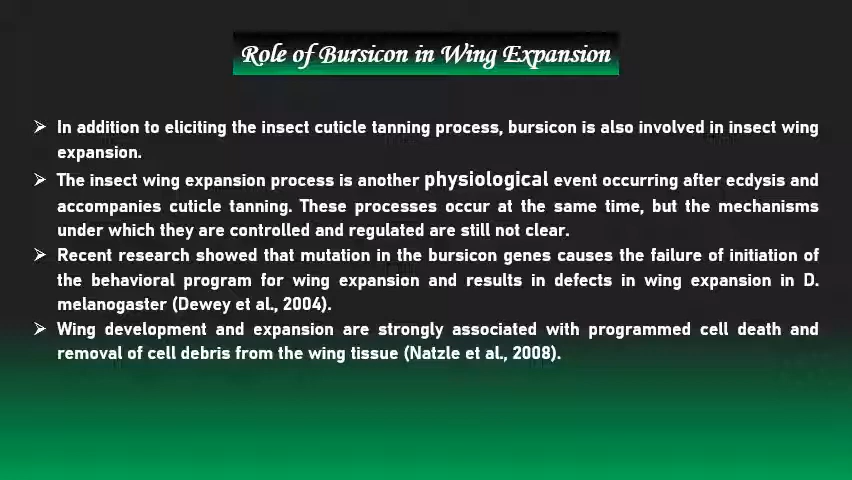 Role of Bursicon in Wing Expansion
➢ In addition to eliciting the insect cuticle tanning process, bursicon is also involved in insect wing
expansion.
➢ The insect wing expansion process is another physiological event occurring after ecdysis and
accompanies cuticle tanning. These processes occur at the same time, but the mechanisms
under which they are controlled and regulated are still not clear.
➢ Recent research showed that mutation in the bursicon genes causes the failure of initiation of
the behavioral program for wing expansion and results in defects in wing expansion in D.
melanogaster (Dewey et al., 2004).
➢ Wing development and expansion are strongly associated with programmed cell death and
removal of cell debris from the wing tissue (Natzle et al., 2008).